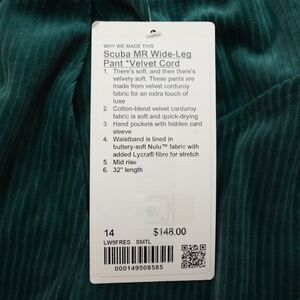 WHY WE MADE THIS
Scuba MR Wide-Leg
Pant *Velvet Cord
1. There's soft, and then there's
velvety soft. These pants are
made from velvet corduroy
fabric for an extra touch of
luxe
2. Cotton-blend velvet corduroy
fabric is soft and quick-drying
3. Hand pockets with hidden card
sleeve
4. Waistband is lined in
buttery-soft Nulu™ fabric with
added Lycra® fibre for stretch
5. Mid rise
6. 32" length
14 $148.00
LW5FRES SMTL
000149508585